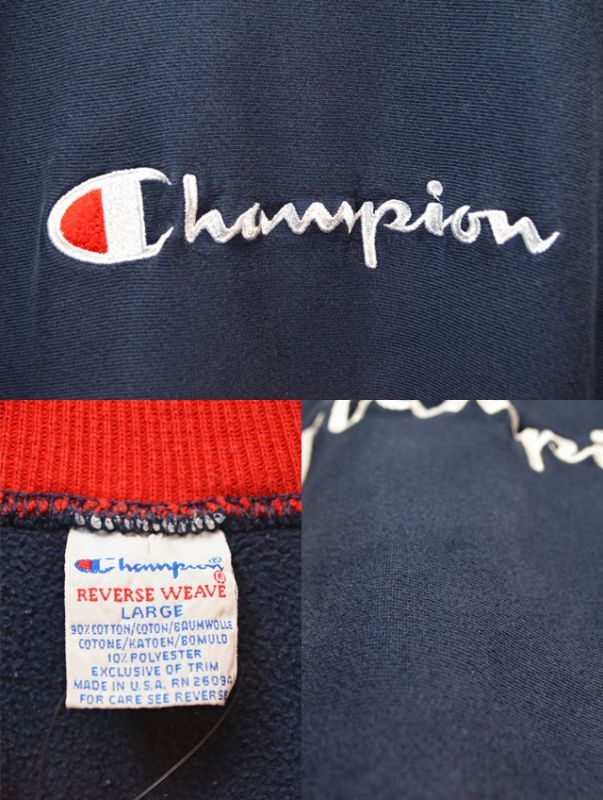 Champion
Champion®
REVERSE WEAVE®
LARGE
90% COTTON/COTON/BAUMWOLLE
COTONE/KATOEN/BOMULD
10% POLYESTER
EXCLUSIVE OF TRIM
MADE IN U.S.A. RN 26094
FOR CARE SEE REVERSE